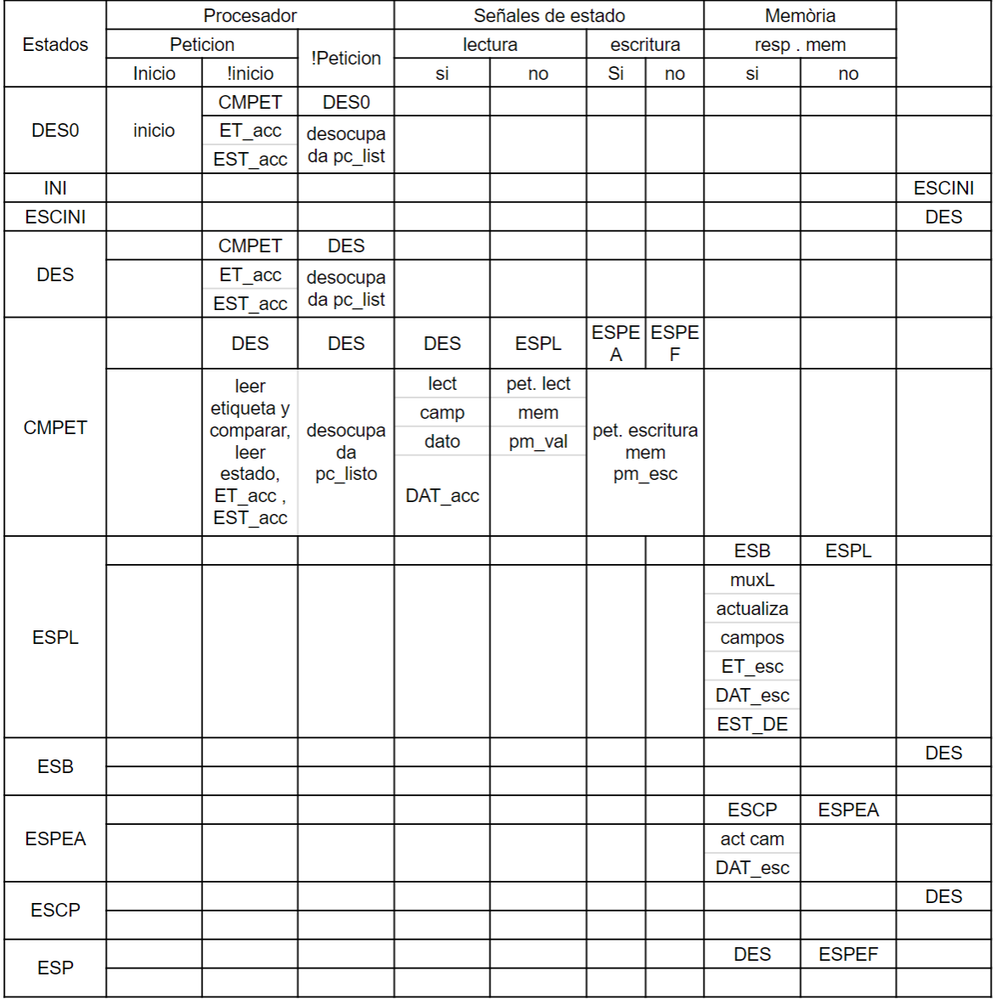 Procesador Señales de estado Memòria
Estados Peticion !Peticion lectura escritura resp . mem
Inicio !inicio si no Si no si no
DES0 inicio CMPET DES0
ET_acc desocupa
EST_acc da pc_list
INI ESCINI
ESCINI DES
DES CMPET DES
ET_acc desocupa
EST_acc da pc_list
CMPET DES DES DES ESPL ESPE ESPE
A F
leer lect pet. lect
etiqueta y camp mem
comparar, desocupa dato pm_val pet. escritura
leer da mem
estado, pc_listo pm_esc
ET_acc , DAT_acc
EST_acc
ESPL ESB ESPL
muxL
actualiza
campos
ET_esc
DAT_esc
EST_DE
ESB DES
ESPEA ESCP ESPEA
act cam
DAT_esc
ESCP DES
ESP DES ESPEF